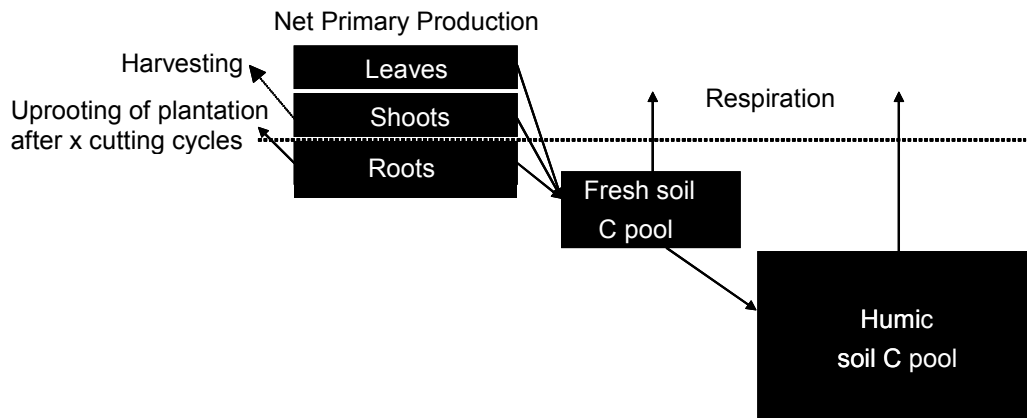 Net Primary Production
Harvesting
Leaves
Uprooting of plantation
after x cutting cycles
Shoots
Roots
Respiration
Fresh soil
C pool
Humic
soil C pool